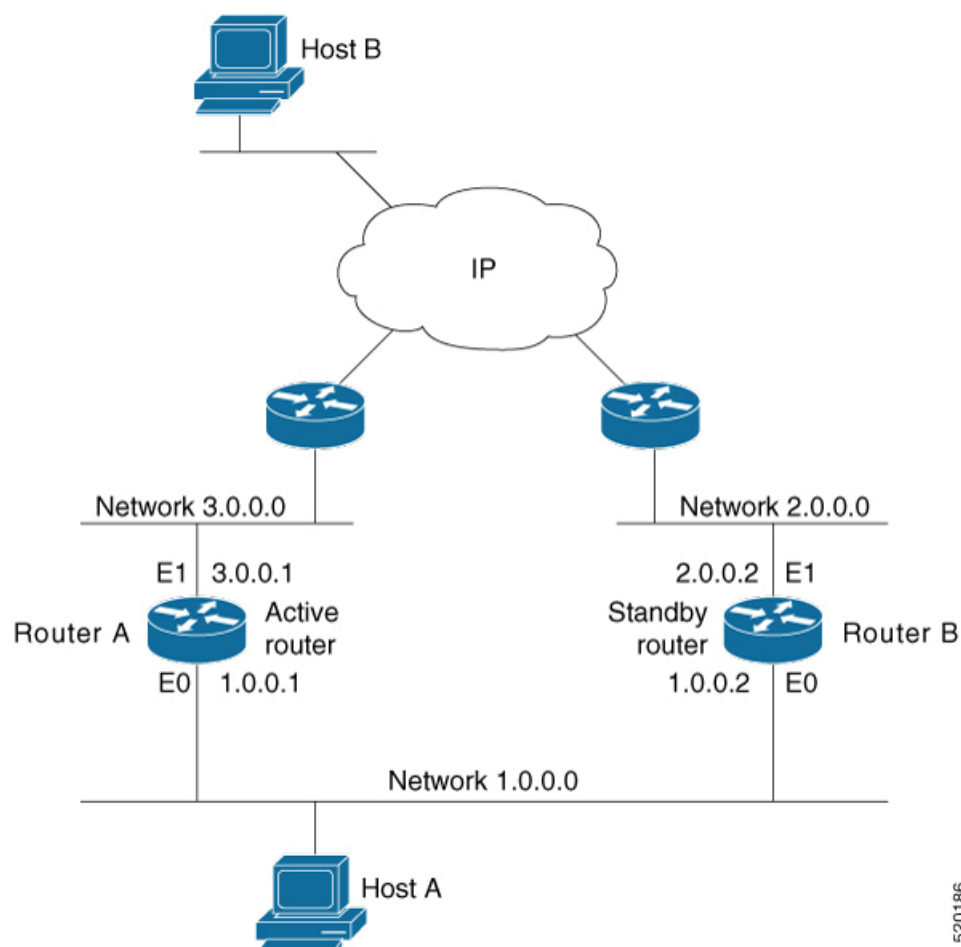 Host B
IP
Network 3.0.0.0
Network 2.0.0.0
E1 3.0.0.1
2.0.0.2 E1
Router A
Active
router
Standby
router
Router B
E0 1.0.0.1
1.0.0.2 E0
Network 1.0.0.0
Host A
520186